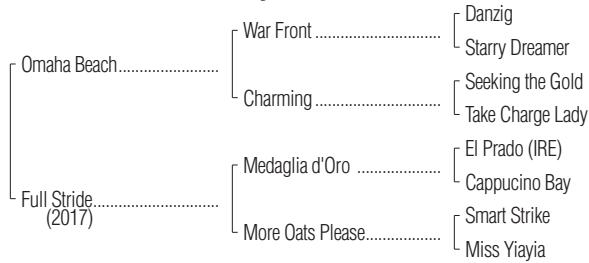 Danzig
War Front ..............................
Starry Dreamer
Omaha Beach........................
Seeking the Gold
Charming ..............................
Take Charge Lady
El Prado (IRE)
Medaglia d'Oro ....................
Cappucino Bay
Full Stride..............................
(2017)
Smart Strike
More Oats Please..................
Miss Yiayia